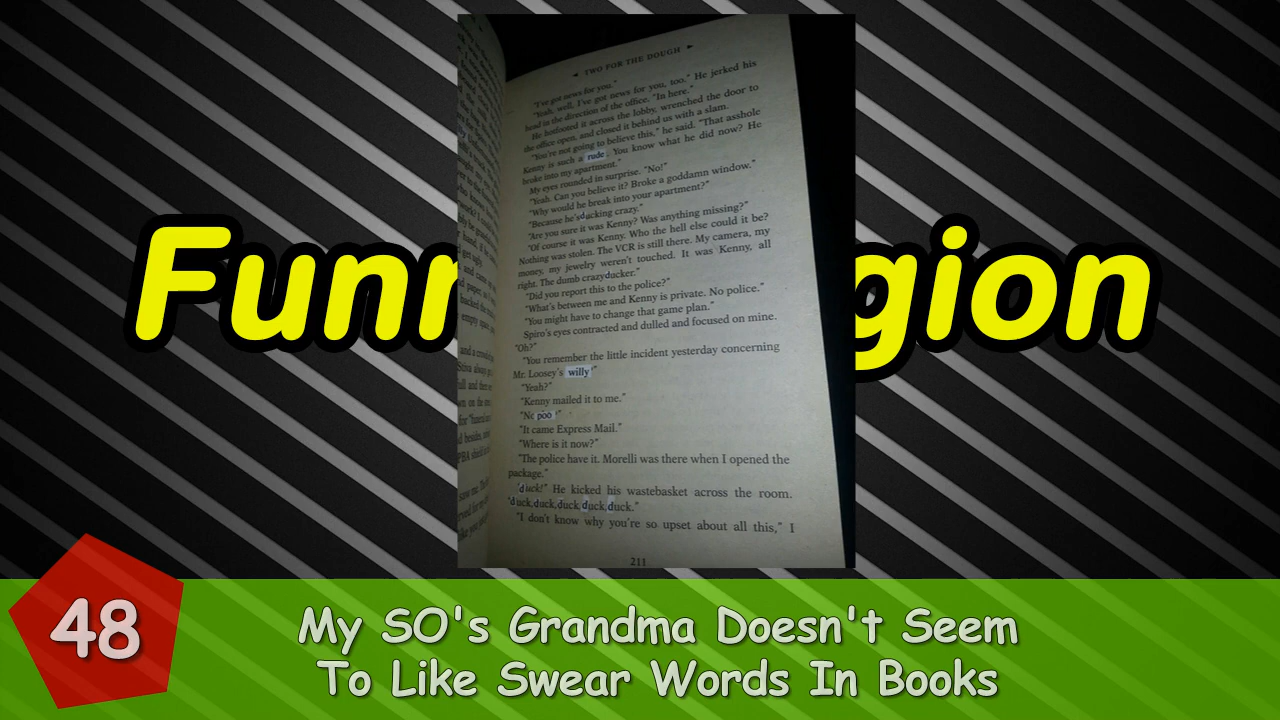 ◄ TWO FOR THE DOUGH ►
"I've got news for you."
"Yeah, well, I've got news for you, too." He jerked his
head in the direction of the office. "In here."
He hotfooted it across the lobby, wrenched the door to
the office open, and closed it behind us with a slam.
"You're not going to believe this," he said. "That asshole
Kenny is such a rude. You know what he did now? He
broke into my apartment."
My eyes rounded in surprise. "No!"
"Yeah. Can you believe it? Broke a goddamn window."
"Why would he break into your apartment?"
"Because he's ducking crazy."
"Are you sure it was Kenny? Was anything missing?"
"Of course it was Kenny. Who the hell else could it be?
Nothing was stolen. The VCR is still there. My camera, my
money, my jewelry weren't touched. It was Kenny, all
right. The dumb crazyducker."
"Did you report this to the police?"
"What's between me and Kenny is private. No police."
"You might have to change that game plan."
Spiro's eyes contracted and dulled and focused on mine.
"Oh?"
"You remember the little incident yesterday concerning
Mr. Loosey's willy?"
"Yeah?"
"Kenny mailed it to me."
"No poo!"
"It came Express Mail."
"Where is it now?"
"The police have it. Morelli was there when I opened the
package."
"duck!" He kicked his wastebasket across the room.
"duck,duck,duck,duck,duck."
"I don't know why you're so upset about all this," I
211
Funn gion
48
My SO's Grandma Doesn't Seem
To Like Swear Words In Books